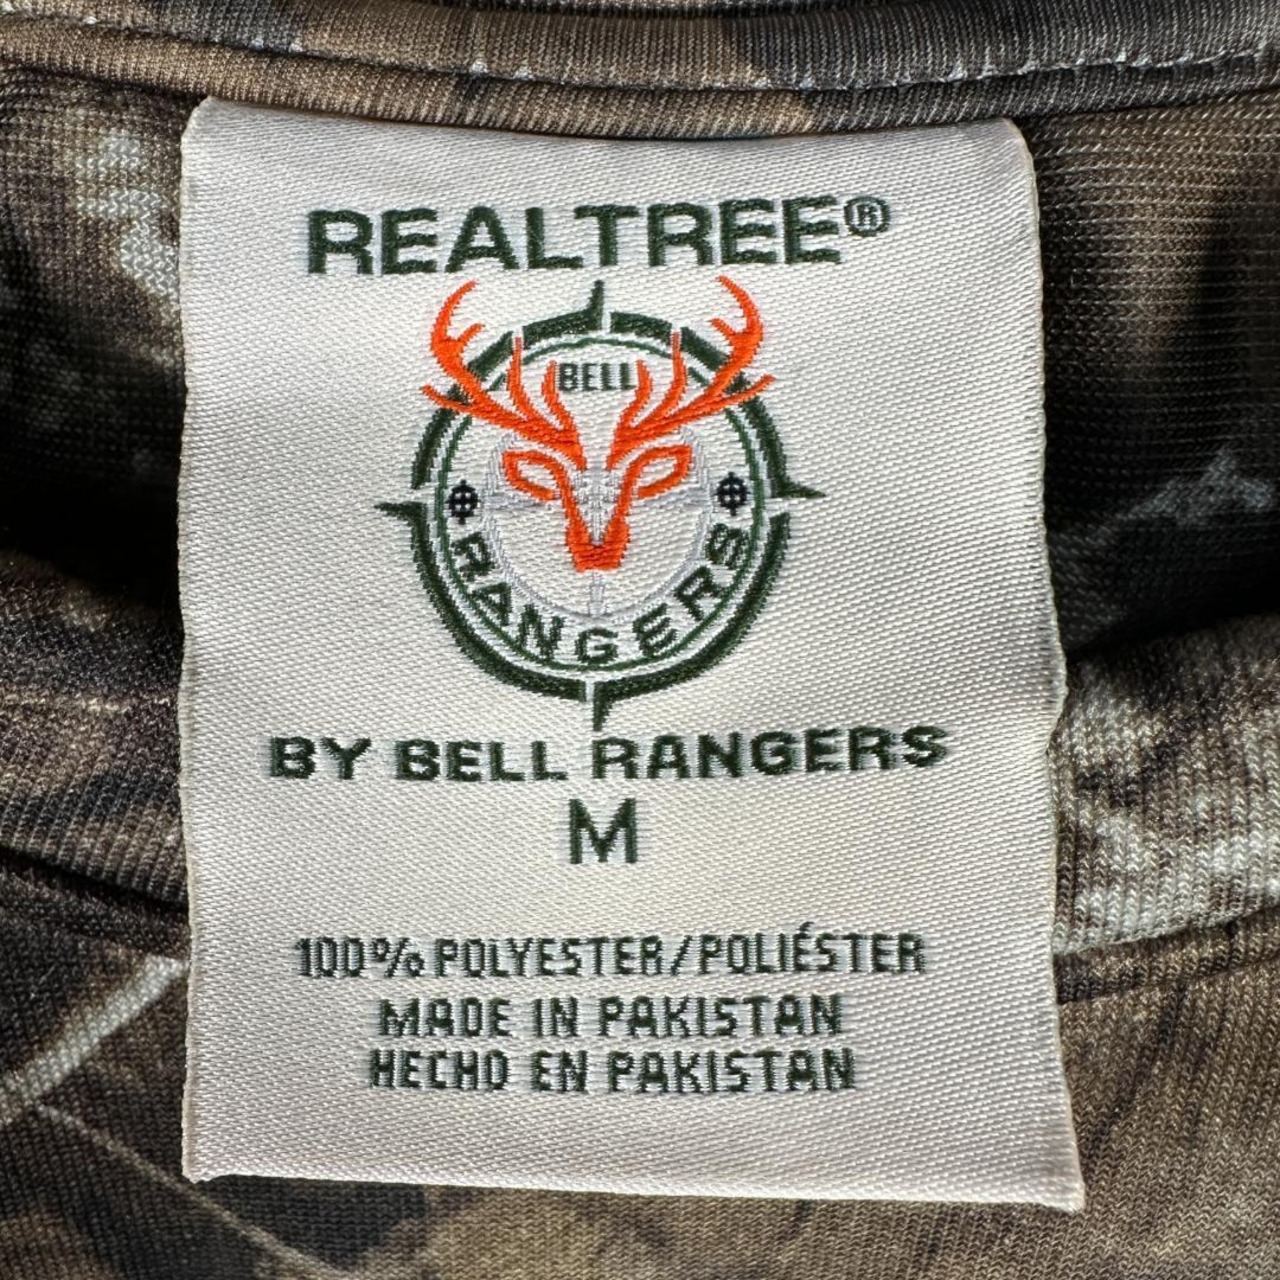 REALTREE®
BELL
RANGERS
BY BELL RANGERS
M
100% POLYESTER/POLIÉSTER
MADE IN PAKISTAN
HECHO EN PAKISTAN